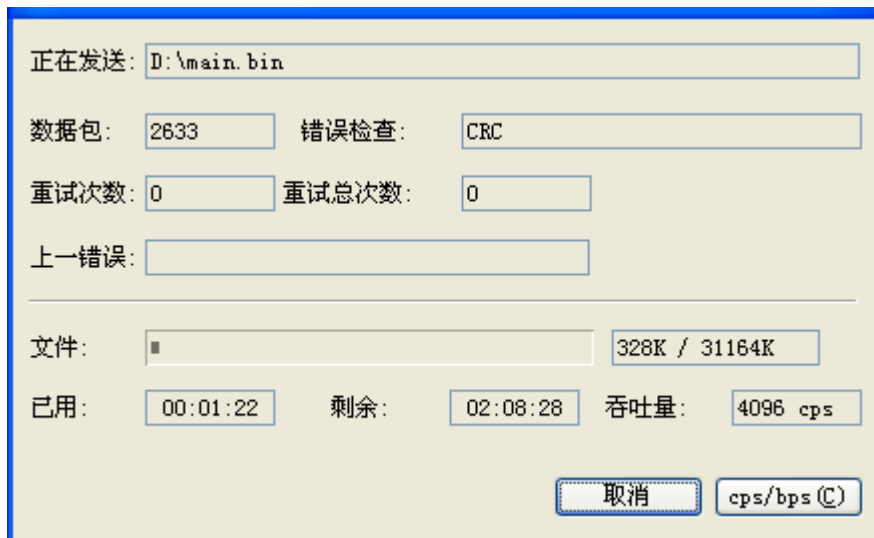 正在发送: D:\main.bin
数据包: 2633 错误检查: CRC
重试次数: 0 重试总次数: 0
上一错误:
文件: 328K / 31164K
已用: 00:01:22 剩余: 02:08:28 吞吐量: 4096 cps
取消 cps/bps(C)